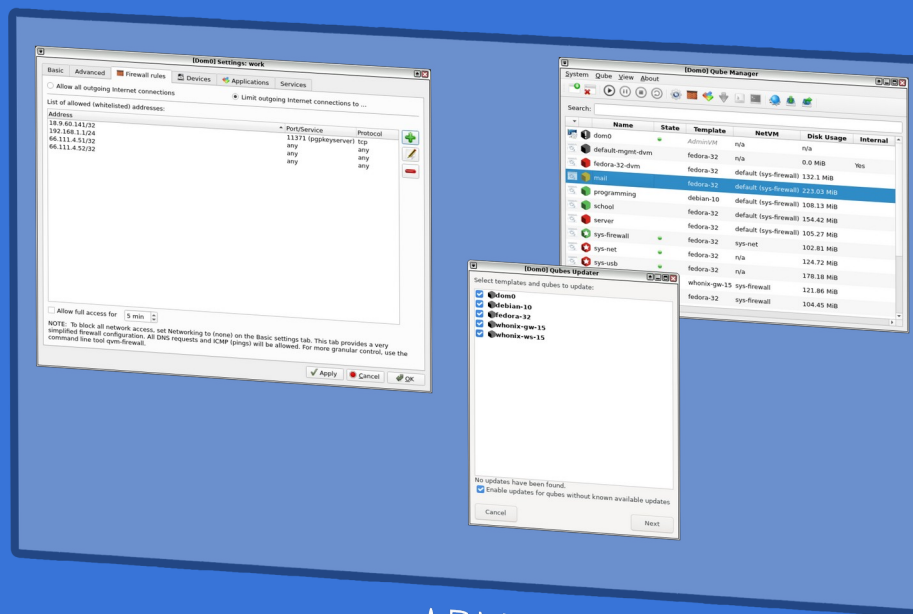 [Dom0] Settings: work
Basic Advanced Firewall rules Devices Applications Services
Allow all outgoing Internet connections Limit outgoing Internet connections to ...
List of allowed (whitelisted) addresses:
Address Port/Service Protocol
18.9.60.141/32 11371 (pgpkeyserver) tcp
192.168.1.1/24 any any
66.111.4.51/32 any any
66.111.4.52/32 any any
Allow full access for 5 min
NOTE: To block all network access, set Networking to (none) on the Basic settings tab. This tab provides a very
simplified firewall configuration. All DNS requests and ICMP (pings) will be allowed. For more granular control, use the
command line tool qvm-firewall.
Apply Cancel OK
[Dom0] Qube Manager
System Qube View About
Search:
Name State Template NetVM Disk Usage Internal
dom0 AdminVM n/a n/a
default-mgmt-dvm fedora-32 n/a 0.0 MiB Yes
fedora-32-dvm fedora-32 default (sys-firewall) 132.1 MiB
mail fedora-32 default (sys-firewall) 223.03 MiB
programming debian-10 default (sys-firewall) 108.13 MiB
school fedora-32 default (sys-firewall) 154.42 MiB
server fedora-32 default (sys-firewall) 105.27 MiB
sys-firewall fedora-32 sys-net 102.81 MiB
sys-net fedora-32 n/a 124.72 MiB
sys-usb fedora-32 n/a 178.18 MiB
whonix-gw-15 sys-firewall 121.86 MiB
fedora-32 sys-firewall 104.45 MiB
[Dom0] Qubes Updater
Select templates and qubes to update:
dom0
debian-10
fedora-32
whonix-gw-15
whonix-ws-15
No updates have been found.
Enable updates for qubes without known available updates
Cancel Next